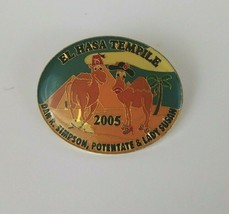 EL HASA TEMPLE
2005
DAN R. SIMPSON, POTENTATE & LADY SUSAN